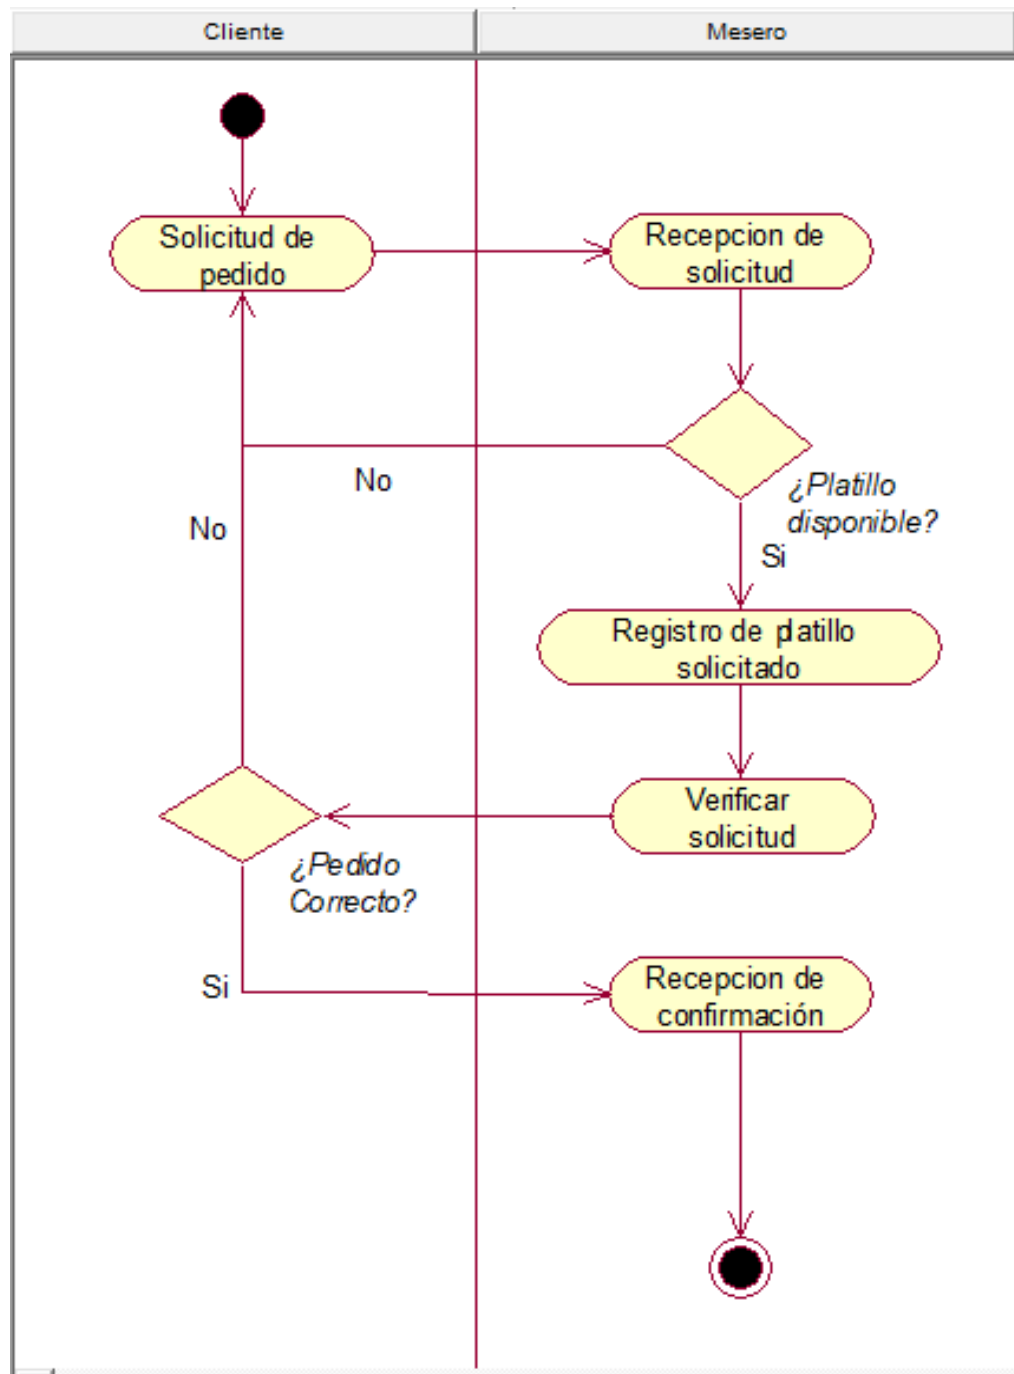 Cliente
Mesero
Solicitud de
pedido
Recepcion de
solicitud
No
¿Platillo
disponible?
No
Si
Registro de platillo
solicitado
Verificar
solicitud
¿Pedido
Correcto?
Si
Recepcion de
confirmación